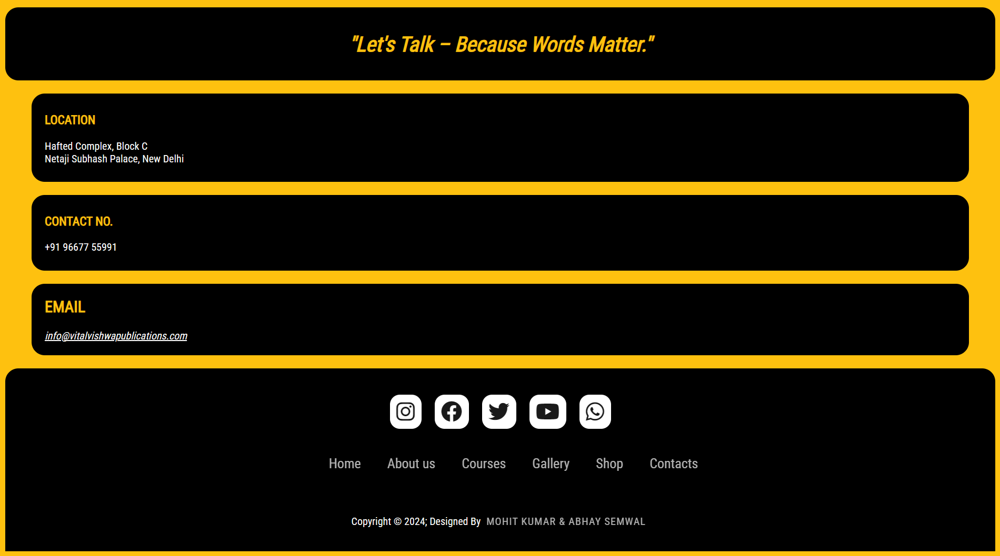 "Let's Talk – Because Words Matter."
LOCATION
Hafted Complex, Block C
Netaji Subhash Palace, New Delhi
CONTACT NO.
+91 96677 55991
EMAIL
info@vitalvishwapublications.com
Home About us Courses Gallery Shop Contacts
Copyright © 2024; Designed By MOHIT KUMAR & ABHAY SEMWAL